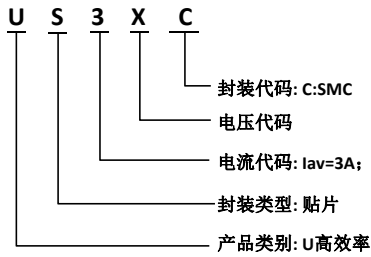 U S 3 X C
封装代码: C:SMC
电压代码
电流代码: Iav=3A；
封装类型: 贴片
产品类别: U高效率